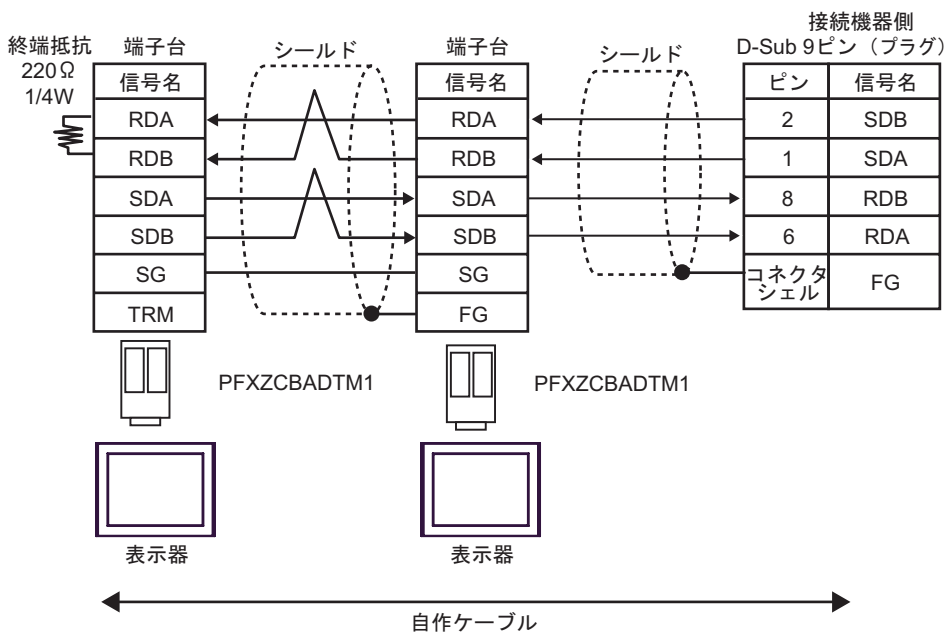 終端抵抗
220Ω
1/4W
端子台
信号名
RDA
RDB
SDA
SDB
SG
TRM
シールド
端子台
信号名
RDA
RDB
SDA
SDB
SG
FG
シールド
接続機器側
D-Sub 9ピン（プラグ）
ピン 信号名
2 SDB
1 SDA
8 RDB
6 RDA
コネクタ
シェル
FG
PFXZCBADTM1
PFXZCBADTM1
表示器
表示器
自作ケーブル